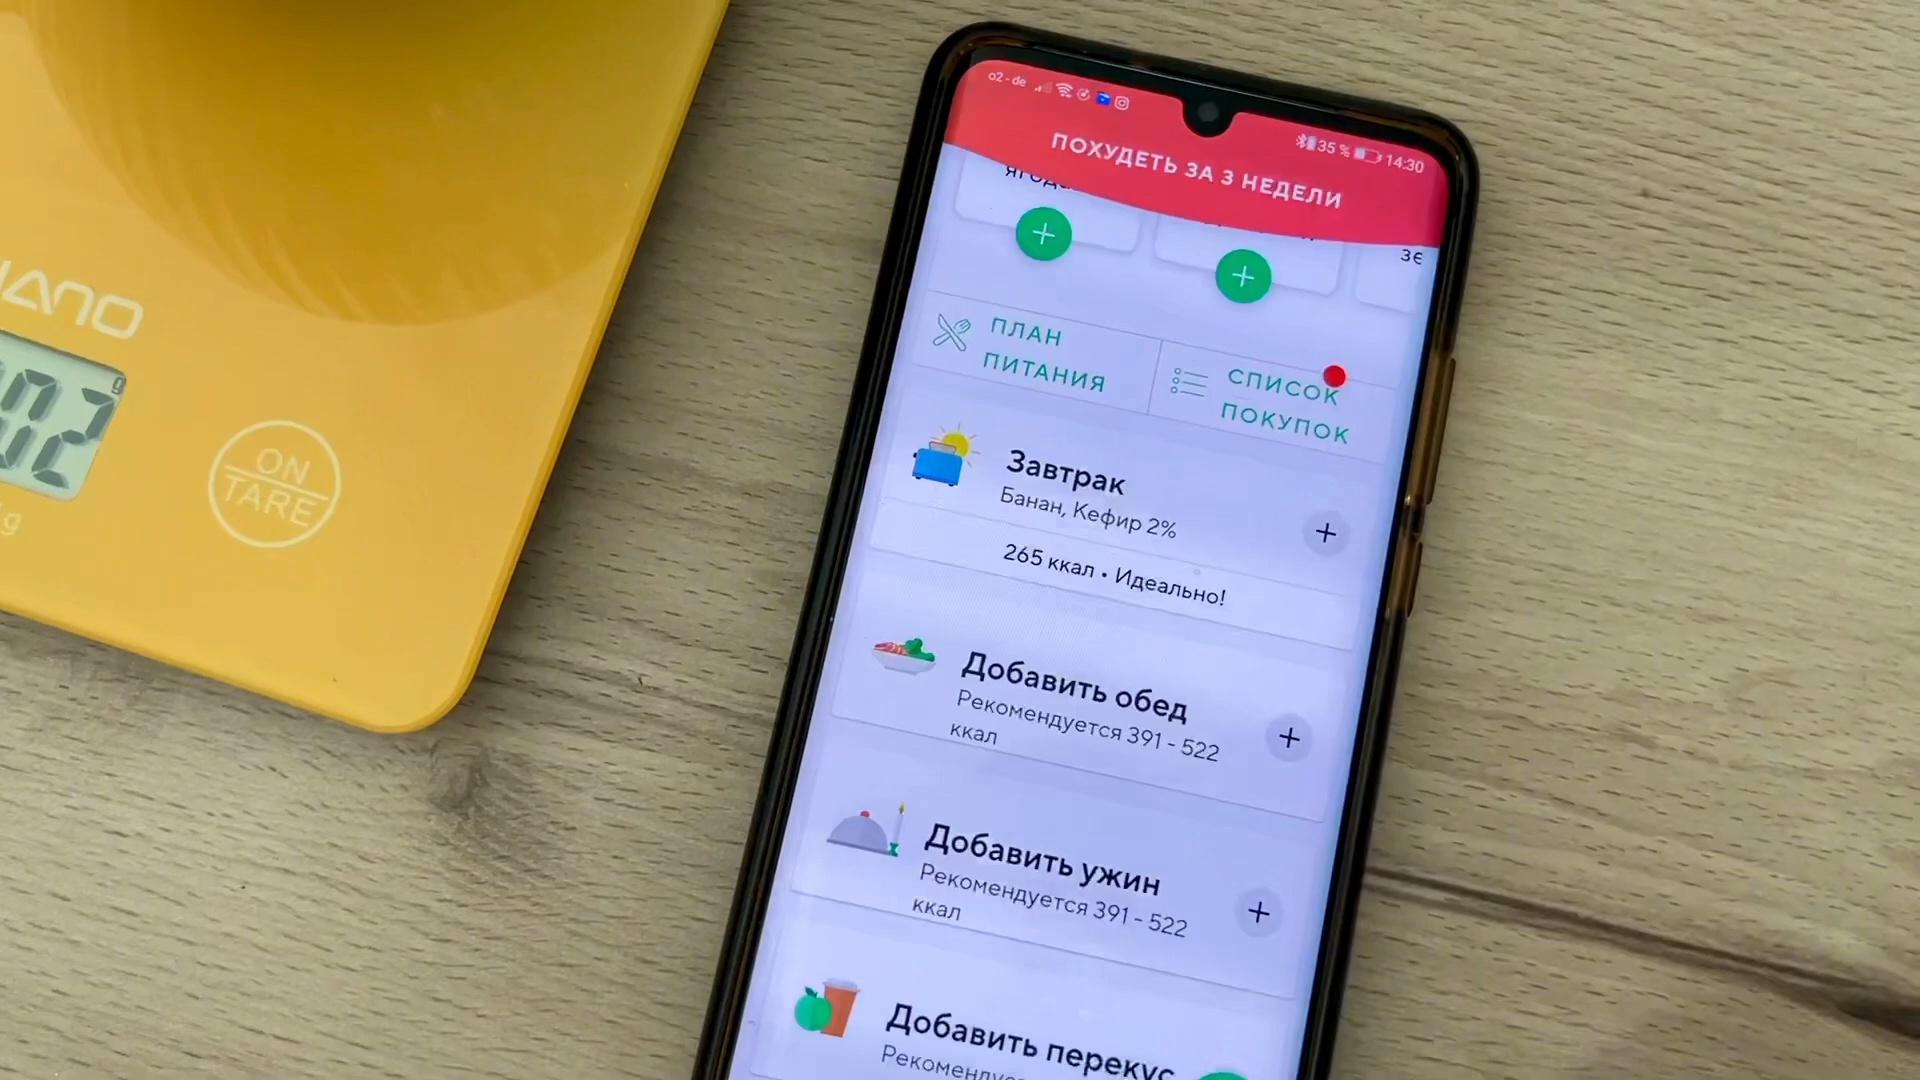 o2 - de
35 % 14:30
ПОХУДЕТЬ ЗА 3 НЕДЕЛИ
ПЛАН
ПИТАНИЯ
СПИСОК
ПОКУПОК
Завтрак
Банан, Кефир 2%
265 ккал • Идеально!
Добавить обед
Рекомендуется 391 - 522
ккал
Добавить ужин
Рекомендуется 391 - 522
ккал
Добавить перекус
ON
TARE
g
02
g